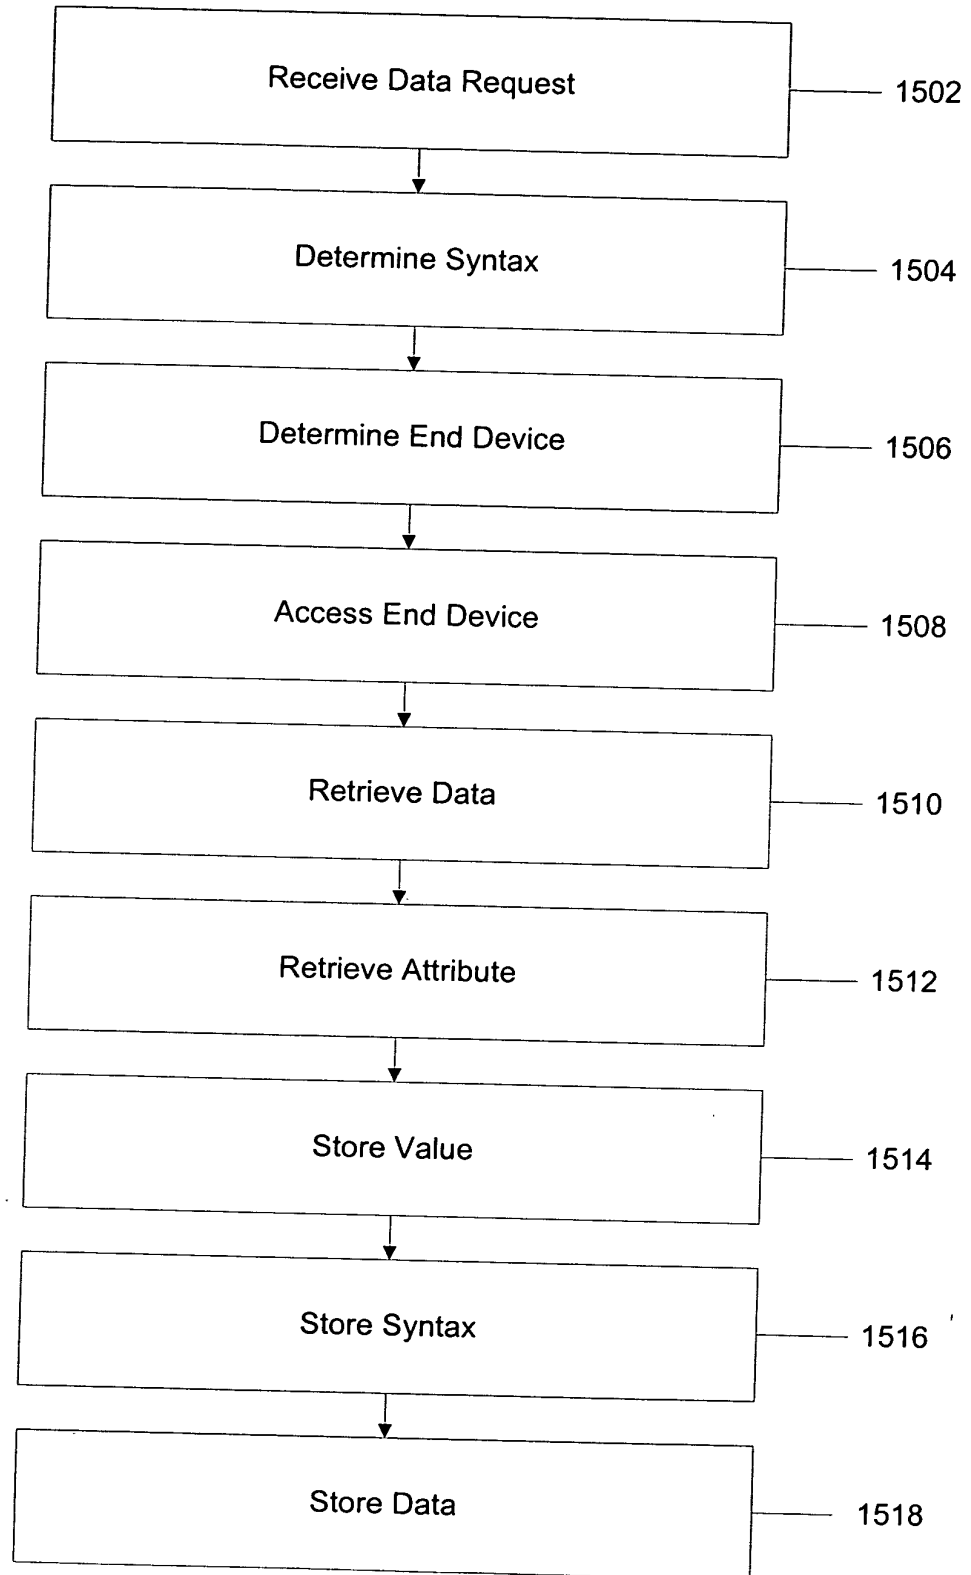 Receive Data Request
1502
Determine Syntax
1504
Determine End Device
1506
Access End Device
1508
Retrieve Data
1510
Retrieve Attribute
1512
Store Value
1514
Store Syntax
1516
Store Data
1518